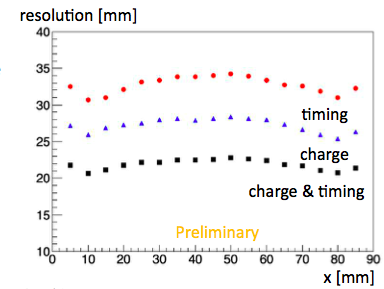 resolution [mm]
40
35
30
25
20
15
10
timing
charge
charge & timing
Preliminary
0 10 20 30 40 50 60 70 80 90
x [mm]